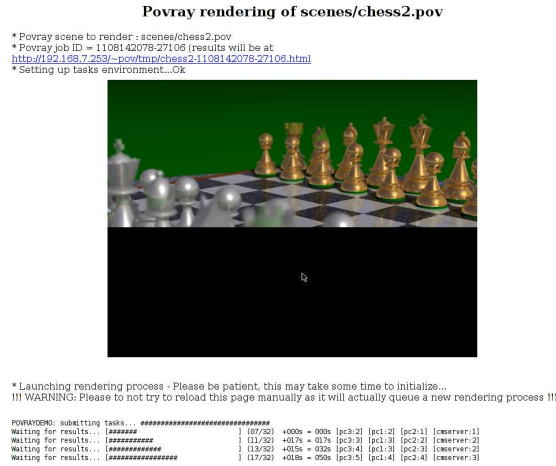 Povray rendering of scenes/chess2.pov
* Povray scene to render : scenes/chess2.pov
* Povray job ID = 1108142078-27106 (results will be at
http://192.168.7.253/~pov/tmp/chess2-1108142078-27106.html
* Setting up tasks environment...Ok
* Launching rendering process - Please be patient, this may take some time to initialize...
!!! WARNING: Please to not try to reload this page manually as it will actually queue a new rendering process !!!
POVRAYDEMO: submitting tasks... ################################
Waiting for results... [####### ] (07/32) +000s = 000s [pc3:2] [pc1:2] [pc2:1] [cmserver:1]
Waiting for results... [########### ] (11/32) +017s = 017s [pc3:3] [pc1:3] [pc2:2] [cmserver:2]
Waiting for results... [############# ] (13/32) +015s = 032s [pc3:4] [pc1:3] [pc2:3] [cmserver:2]
Waiting for results... [################# ] (17/32) +018s = 050s [pc3:5] [pc1:4] [pc2:4] [cmserver:3]